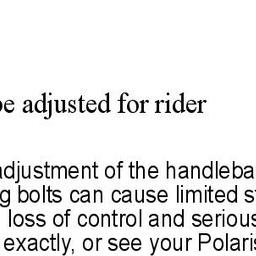 be adjusted for rider
adjustment of the handleba
g bolts can cause limited s
loss of control and serious
exactly, or see your Polaris